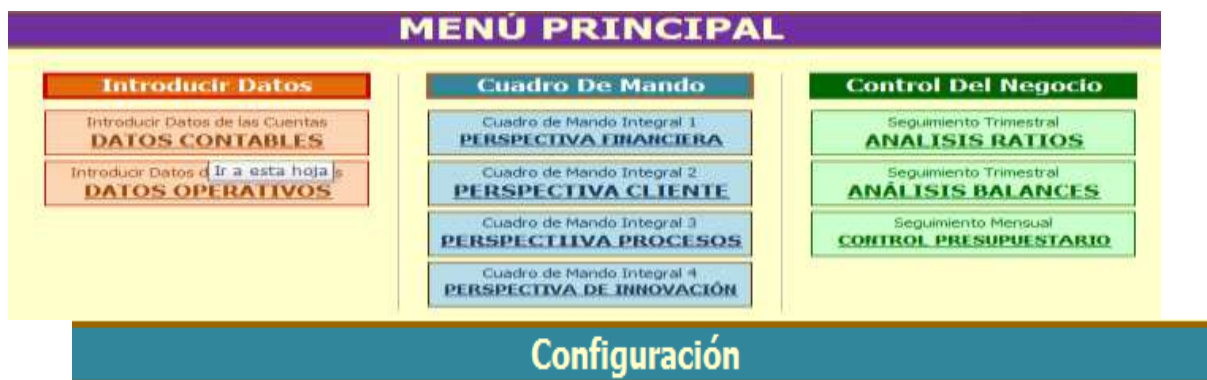 MENÚ PRINCIPAL
Introducir Datos
Introducir Datos de las Cuentas
DATOS CONTABLES
Introducir Datos
Ir a esta hoja
DATOS OPERATIVOS
Cuadro De Mando
Cuadro de Mando Integral 1
PERSPECTIVA FINANCIERA
Cuadro de Mando Integral 2
PERSPECTIVA CLIENTE
Cuadro de Mando Integral 3
PERSPECTIIVA PROCESOS
Cuadro de Mando Integral 4
PERSPECTIVA DE INNOVACIÓN
Control Del Negocio
Seguimiento Trimestral
ANALISIS RATIOS
Seguimiento Trimestral
ANÁLISIS BALANCES
Seguimiento Mensual
CONTROL PRESUPUESTARIO
Configuración